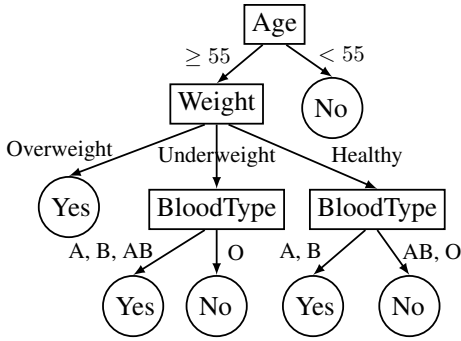 Age
≥ 55 < 55
Weight No
Overweight Underweight Healthy
Yes BloodType BloodType
A, B, AB O A, B AB, O
Yes No Yes No